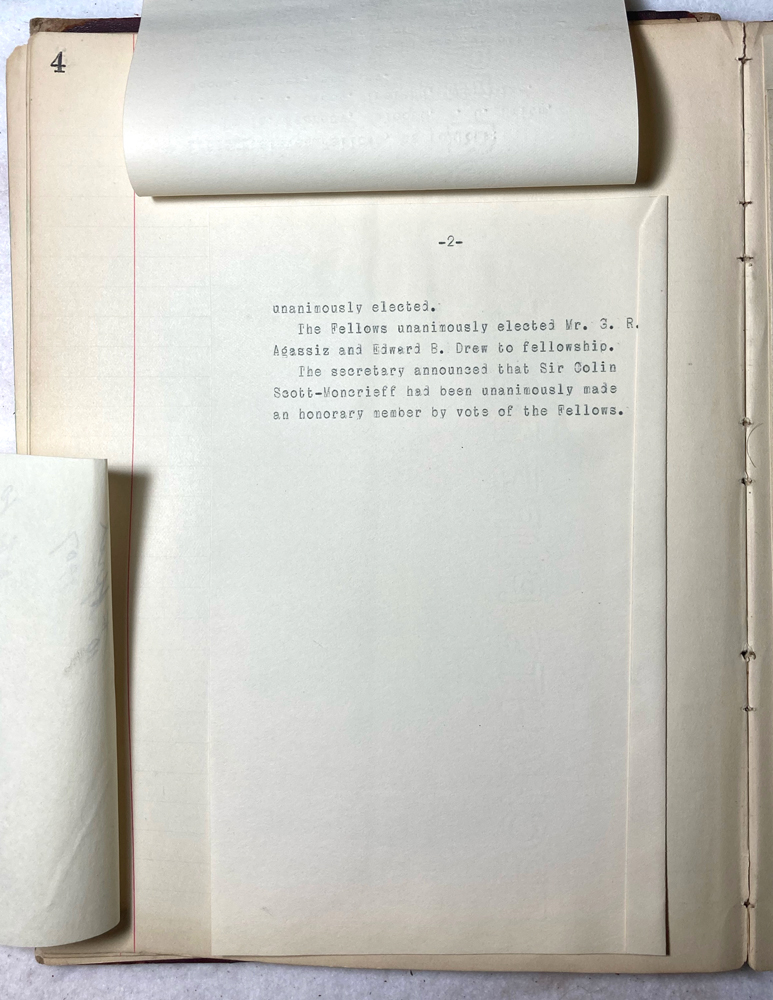 4
-2-
unanimously elected.
The Fellows unanimously elected Mr. G. R.
Agassiz and Edward B. Drew to fellowship.
The secretary announced that Sir Colin
Scott-Moncrieff had been unanimously made
an honorary member by vote of the Fellows.